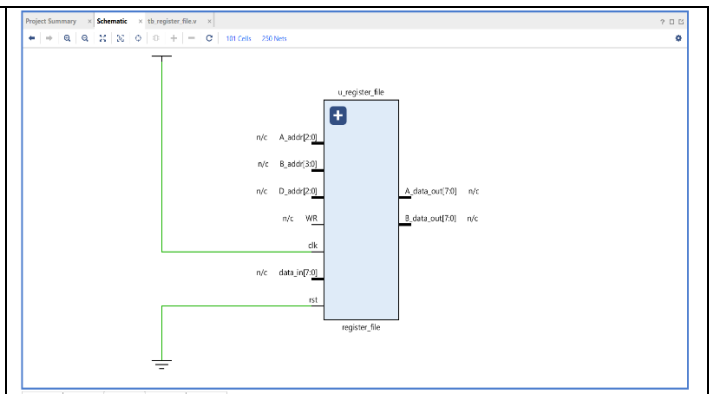 Project Summary × Schematic × tb_register_file.v ×
101 Cells 250 Nets
u_register_file
n/c A_addr[2:0]
n/c B_addr[3:0]
n/c D_addr[2:0]
A_data_out[7:0] n/c
n/c WR
B_data_out[7:0] n/c
clk
n/c data_in[7:0]
rst
register_file